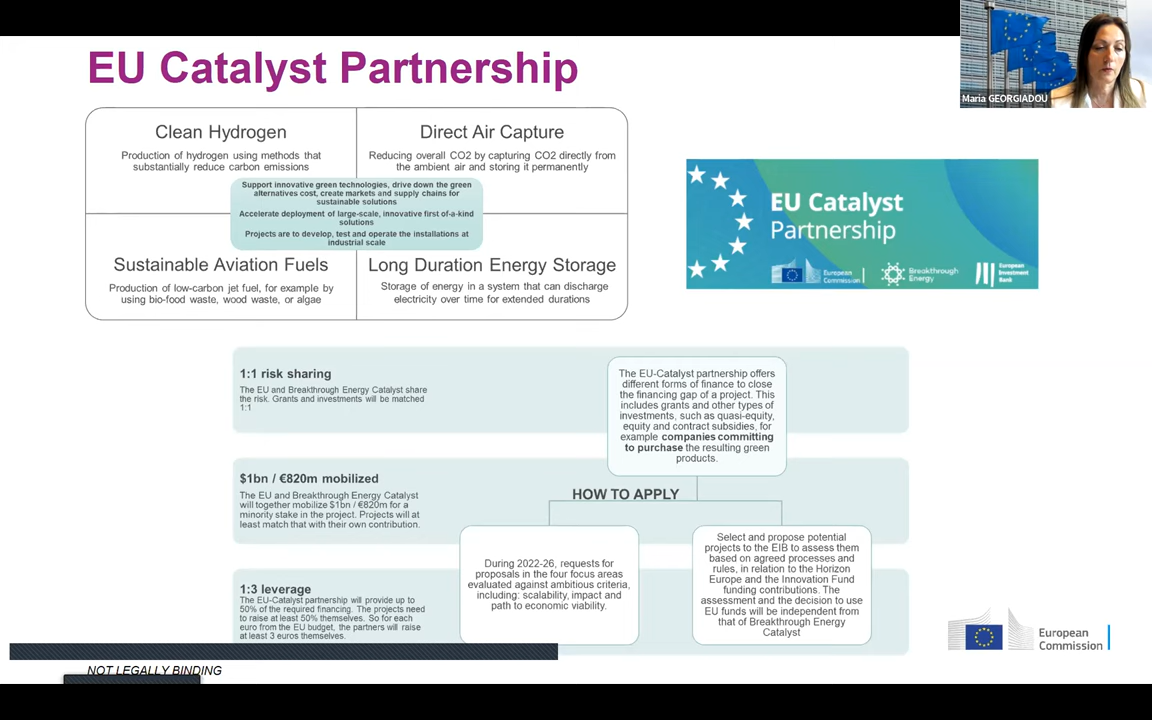 EU Catalyst Partnership
Maria GEORGIADOU
Clean Hydrogen
Production of hydrogen using methods that
substantially reduce carbon emissions
Direct Air Capture
Reducing overall CO2 by capturing CO2 directly from
the ambient air and storing it permanently
Support innovative green technologies, drive down the green
alternatives cost, create markets and supply chains for
sustainable solutions
Accelerate deployment of large-scale, innovative first of-a-kind
solutions
Projects are to develop, test and operate the installations at
industrial scale
Sustainable Aviation Fuels
Production of low-carbon jet fuel, for example by
using bio-food waste, wood waste, or algae
Long Duration Energy Storage
Storage of energy in a system that can discharge
electricity over time for extended durations
EU Catalyst
Partnership
European
Commission
Breakthrough
Energy
European
Investment
Bank
1:1 risk sharing
The EU and Breakthrough Energy Catalyst share
the risk. Grants and investments will be matched
1:1
The EU-Catalyst partnership offers
different forms of finance to close
the financing gap of a project. This
includes grants and other types of
investments, such as quasi-equity,
equity and contract subsidies, for
example companies committing
to purchase the resulting green
products.
$1bn / €820m mobilized
The EU and Breakthrough Energy Catalyst
will together mobilize $1bn / €820m for a
minority stake in the project. Projects will at
least match that with their own contribution.
HOW TO APPLY
During 2022-26, requests for
proposals in the four focus areas
evaluated against ambitious criteria,
including: scalability, impact and
path to economic viability.
Select and propose potential
projects to the EIB to assess them
based on agreed processes and
rules, in relation to the Horizon
Europe and the Innovation Fund
funding contributions. The
assessment and the decision to use
EU funds will be independent from
that of Breakthrough Energy
Catalyst
1:3 leverage
The EU-Catalyst partnership will provide up to
50% of the required financing. The projects need
to raise at least 50% themselves. So for each
euro from the EU budget, the partners will raise
at least 3 euros themselves.
European
Commission
NOT LEGALLY BINDING